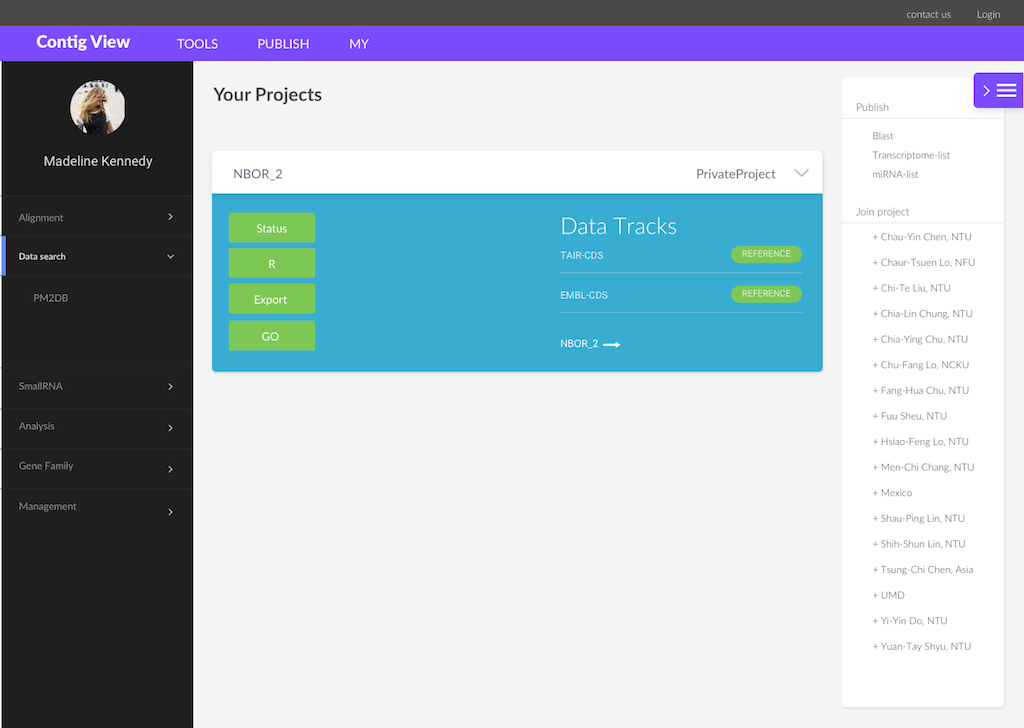 contact us Login
Contig View TOOLS PUBLISH MY
Madeline Kennedy
Alignment
Data search
PM2DB
SmallRNA
Analysis
Gene Family
Management
Your Projects
NBOR_2 PrivateProject
Status
R
Export
GO
Data Tracks
TAIR-CDS REFERENCE
EMBL-CDS REFERENCE
NBOR_2
Publish
Blast
Transcriptome-list
miRNA-list
Join project
+ Chau-Yin Chen, NTU
+ Chaur-Tsuen Lo, NFU
+ Chi-Te Liu, NTU
+ Chia-Lin Chung, NTU
+ Chia-Ying Chu, NTU
+ Chu-Fang Lo, NCKU
+ Fang-Hua Chu, NTU
+ Fuu Sheu, NTU
+ Hsiao-Feng Lo, NTU
+ Men-Chi Chang, NTU
+ Mexico
+ Shau-Ping Lin, NTU
+ Shih-Shun Lin, NTU
+ Tsung-Chi Chen, Asia
+ UMD
+ Yi-Yin Do, NTU
+ Yuan-Tay Shyu, NTU